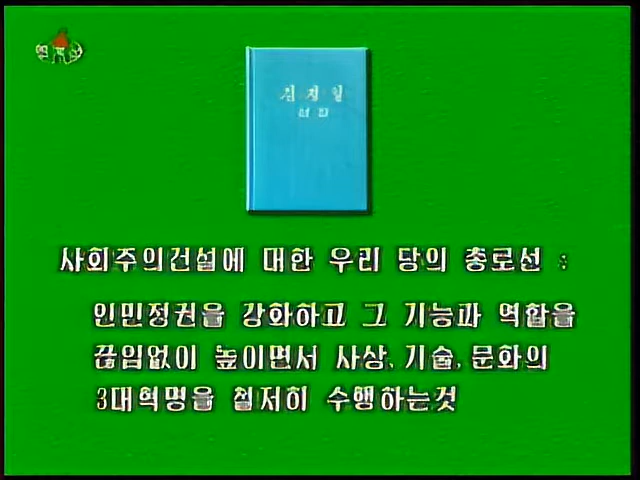 김정일
선집
사회주의건설에 대한 우리 당의 총로선 :
인민정권을 강화하고 그 기능과 역할을
끊임없이 높이면서 사상, 기술, 문화의
3대혁명을 철저히 수행하는것